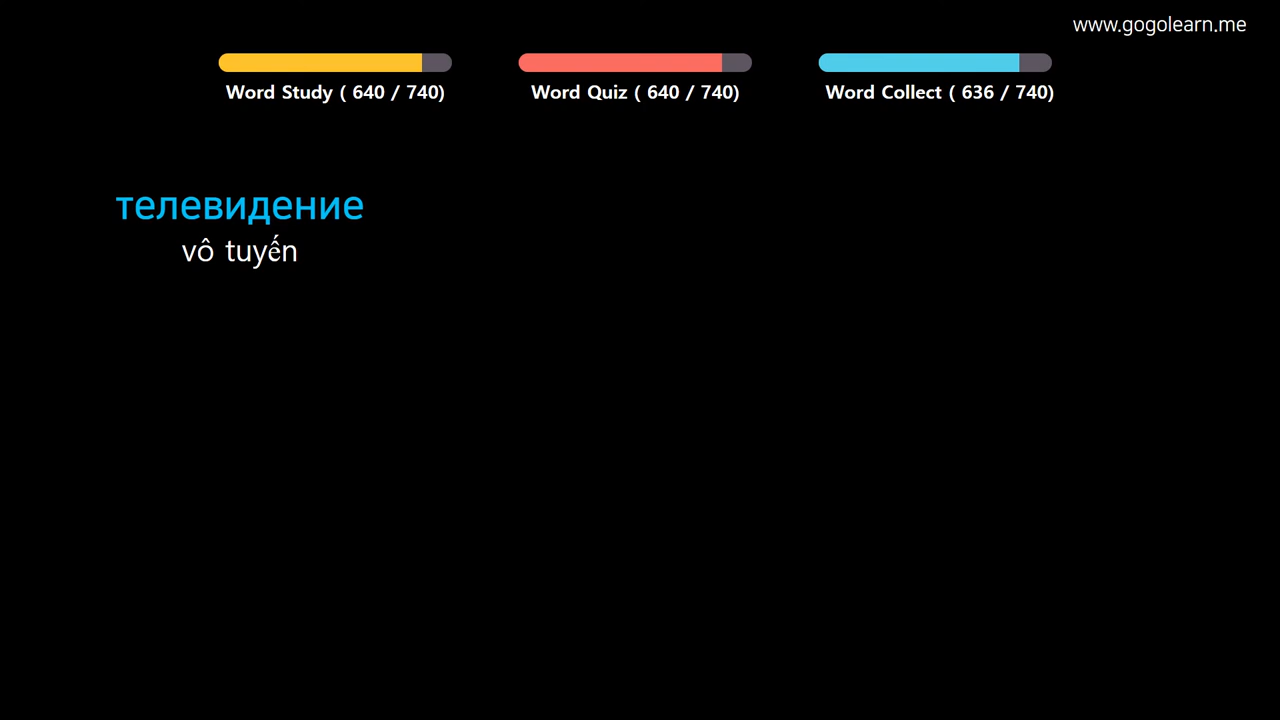 www.gogolearn.me
Word Study ( 640 / 740)
Word Quiz ( 640 / 740)
Word Collect ( 636 / 740)
телевидение
vô tuyến